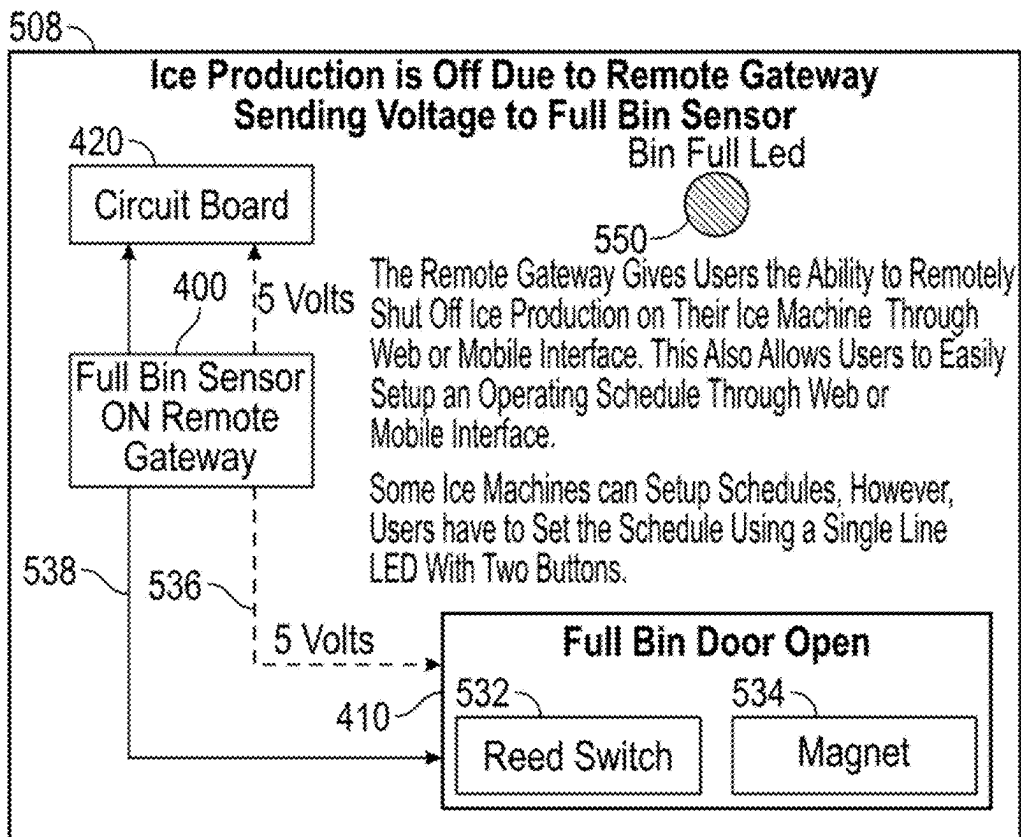 508
Ice Production is Off Due to Remote Gateway
Sending Voltage to Full Bin Sensor
420
Circuit Board
Bin Full Led
550
400
5 Volts
Full Bin Sensor
ON Remote
Gateway
The Remote Gateway Gives Users the Ability to Remotely
Shut Off Ice Production on Their Ice Machine Through
Web or Mobile Interface. This Also Allows Users to Easily
Setup an Operating Schedule Through Web or
Mobile Interface.
Some Ice Machines can Setup Schedules, However,
Users have to Set the Schedule Using a Single Line
LED With Two Buttons.
538
536
5 Volts
Full Bin Door Open
410
532
Reed Switch
534
Magnet